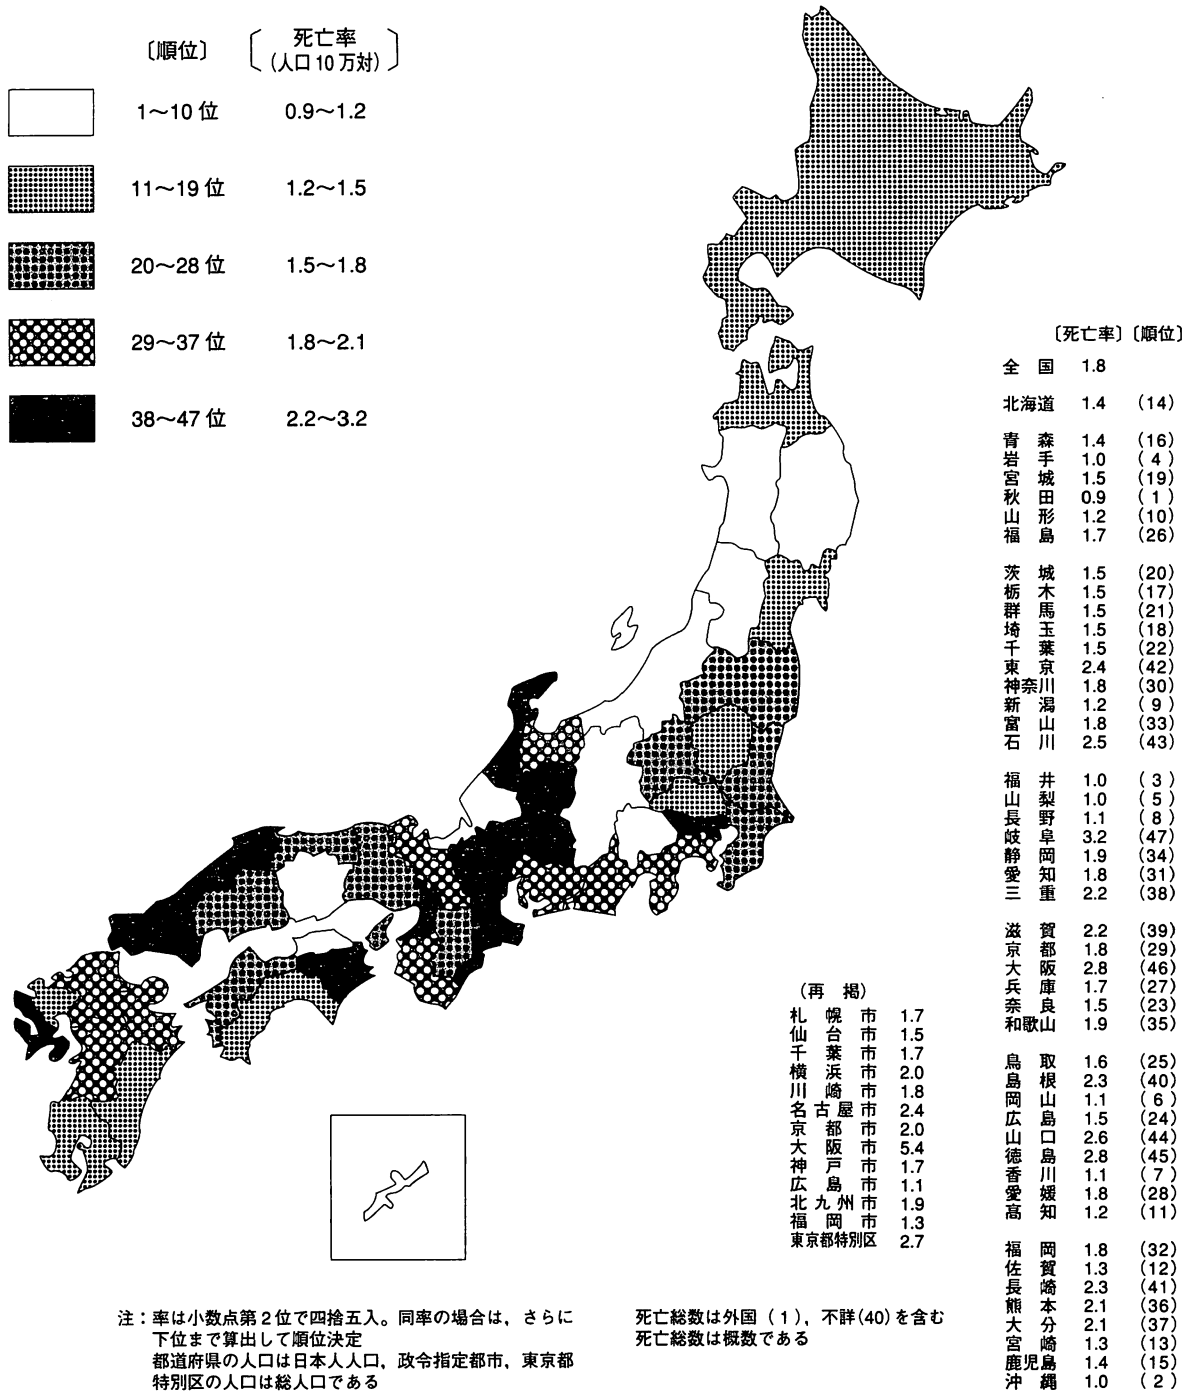 〔順位〕 〔死亡率(人口10万対)〕
1～10位 0.9～1.2
11～19位 1.2～1.5
20～28位 1.5～1.8
29～37位 1.8～2.1
38～47位 2.2～3.2
〔死亡率〕〔順位〕
全国 1.8
北海道 1.4 (14)
青森 1.4 (16)
岩手 1.0 (4)
宮城 1.5 (19)
秋田 0.9 (1)
山形 1.2 (10)
福島 1.7 (26)
茨城 1.5 (20)
栃木 1.5 (17)
群馬 1.5 (21)
埼玉 1.5 (18)
千葉 1.5 (22)
東京 2.4 (42)
神奈川 1.8 (30)
新潟 1.2 (9)
富山 1.8 (33)
石川 2.5 (43)
福井 1.0 (3)
山梨 1.0 (5)
長野 1.1 (8)
岐阜 3.2 (47)
静岡 1.9 (34)
愛知 1.8 (31)
三重 2.2 (38)
滋賀 2.2 (39)
京都 1.8 (29)
大阪 2.8 (46)
兵庫 1.7 (27)
奈良 1.5 (23)
和歌山 1.9 (35)
鳥取 1.6 (25)
島根 2.3 (40)
岡山 1.1 (6)
広島 1.5 (24)
山口 2.6 (44)
徳島 2.8 (45)
香川 1.1 (7)
愛媛 1.8 (28)
高知 1.2 (11)
福岡 1.8 (32)
佐賀 1.3 (12)
長崎 2.3 (41)
熊本 2.1 (36)
大分 2.1 (37)
宮崎 1.3 (13)
鹿児島 1.4 (15)
沖縄 1.0 (2)
(再掲)
札幌市 1.7
仙台市 1.5
千葉市 1.7
横浜市 2.0
川崎市 1.8
名古屋市 2.4
京都市 2.0
大阪市 5.4
神戸市 1.7
広島市 1.1
北九州市 1.9
福岡市 1.3
東京都特別区 2.7
注：率は小数点第2位で四捨五入。同率の場合は，さらに
下位まで算出して順位決定
都道府県の人口は日本人人口，政令指定都市，東京都
特別区の人口は総人口である
死亡総数は外国（1），不詳(40)を含む
死亡総数は概数である